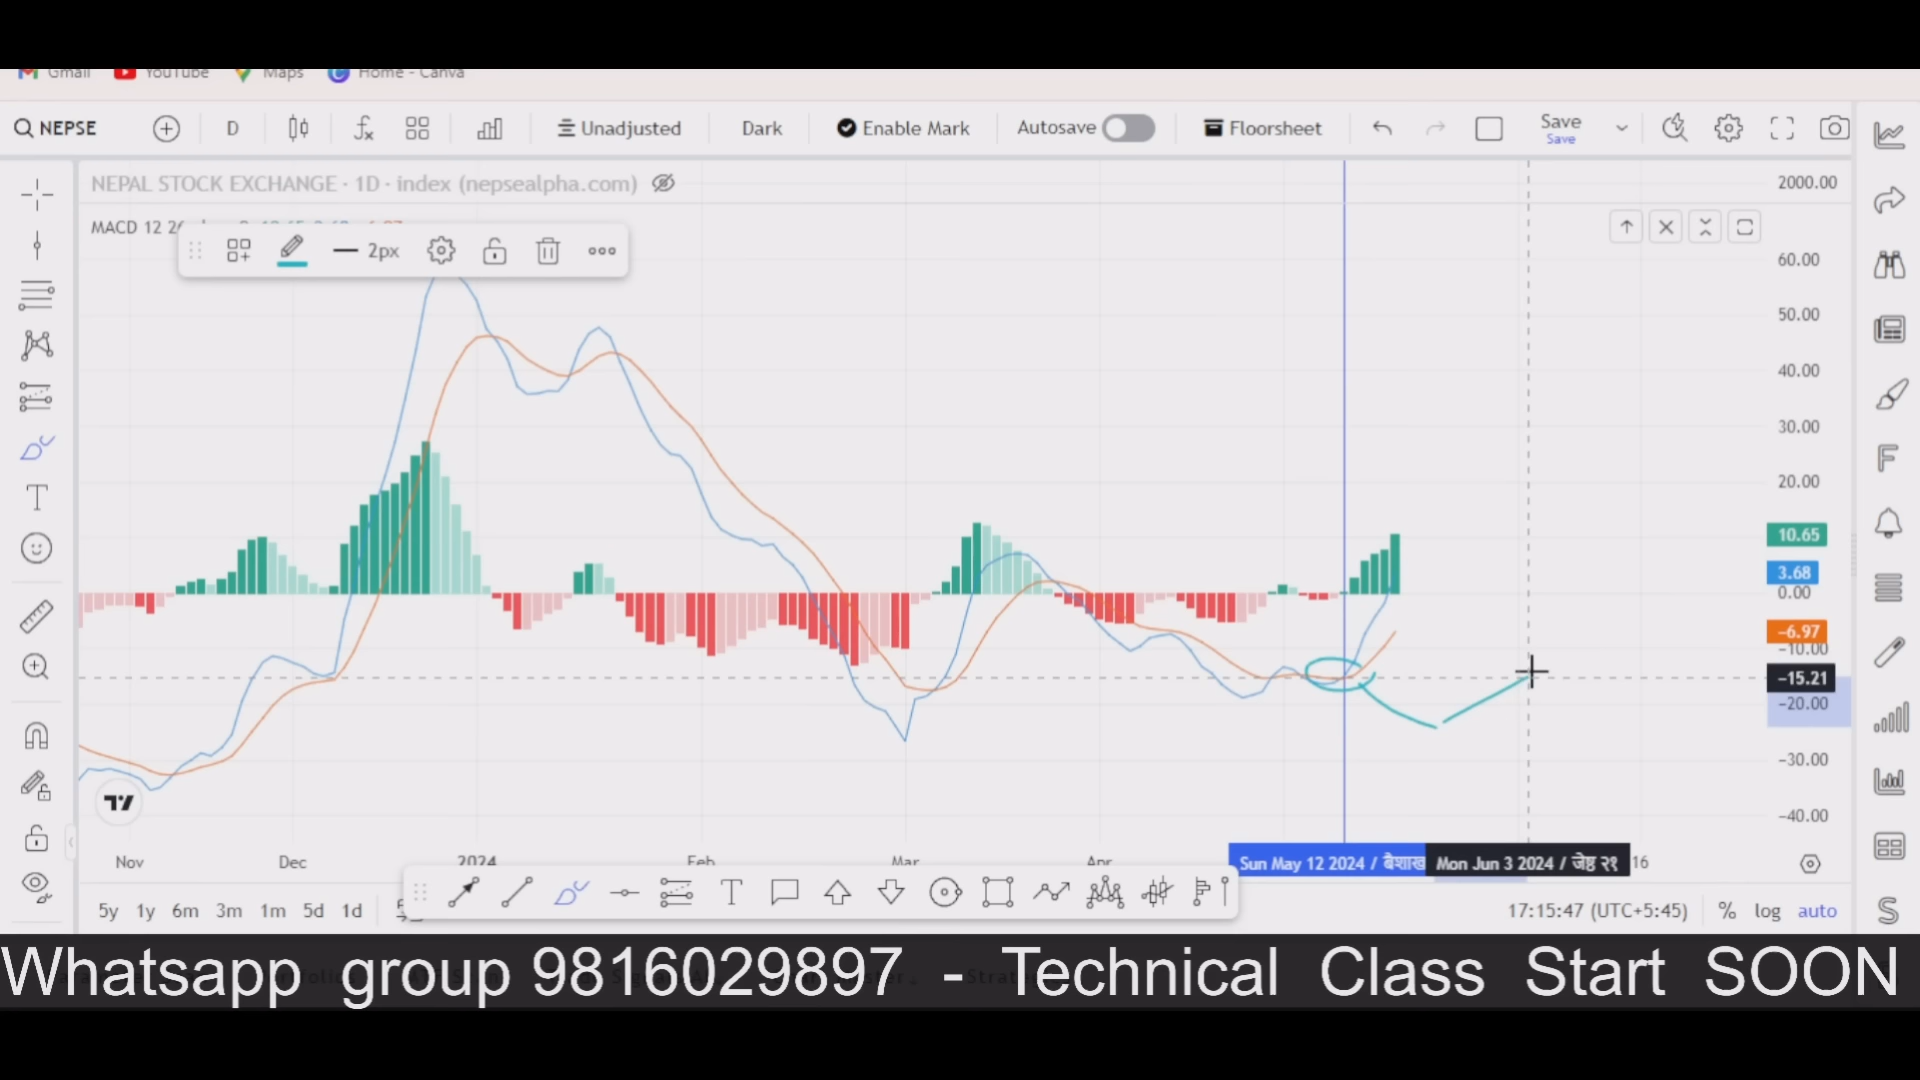 Gmail YouTube Maps Home - Canva
NEPSE D Unadjusted Dark Enable Mark Autosave Floorsheet Save
Save
NEPAL STOCK EXCHANGE · 1D · index (nepsealpha.com)
2000.00
MACD 12
2px
60.00
50.00
40.00
30.00
20.00
10.65
3.68
0.00
−6.97
−10.00
−15.21
−20.00
−30.00
−40.00
Nov Dec 2024 Feb Mar Apr Sun May 12 2024 / बैशाख Mon Jun 3 2024 / जेष्ठ २१ 16
5y 1y 6m 3m 1m 5d 1d 17:15:47 (UTC+5:45) % log auto
Whatsapp group 9816029897 - Technical Class Start SOON